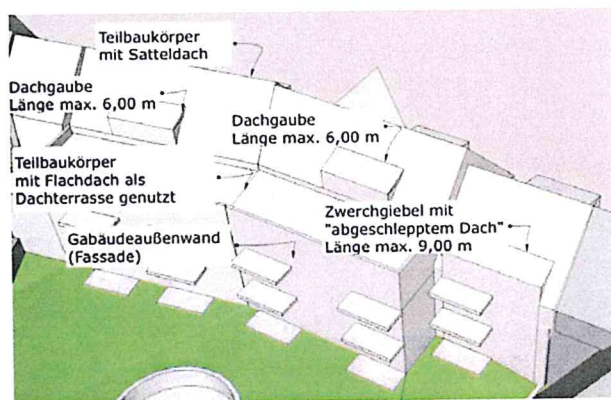 Teilbaukörper
mit Satteldach
Dachgaube
Länge max. 6,00 m
Dachgaube
Länge max. 6,00 m
Teilbaukörper
mit Flachdach als
Dachterrasse genutzt
Zwerchgiebel mit
"abgeschlepptem Dach"
Länge max. 9,00 m
Gabäudeaußenwand
(Fassade)